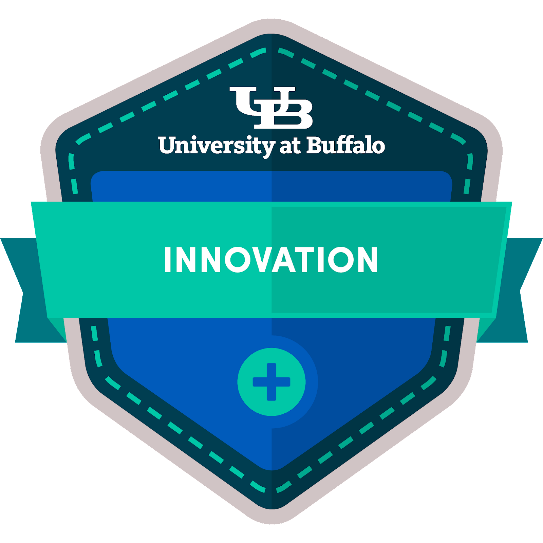 UB
University at Buffalo
INNOVATION
+